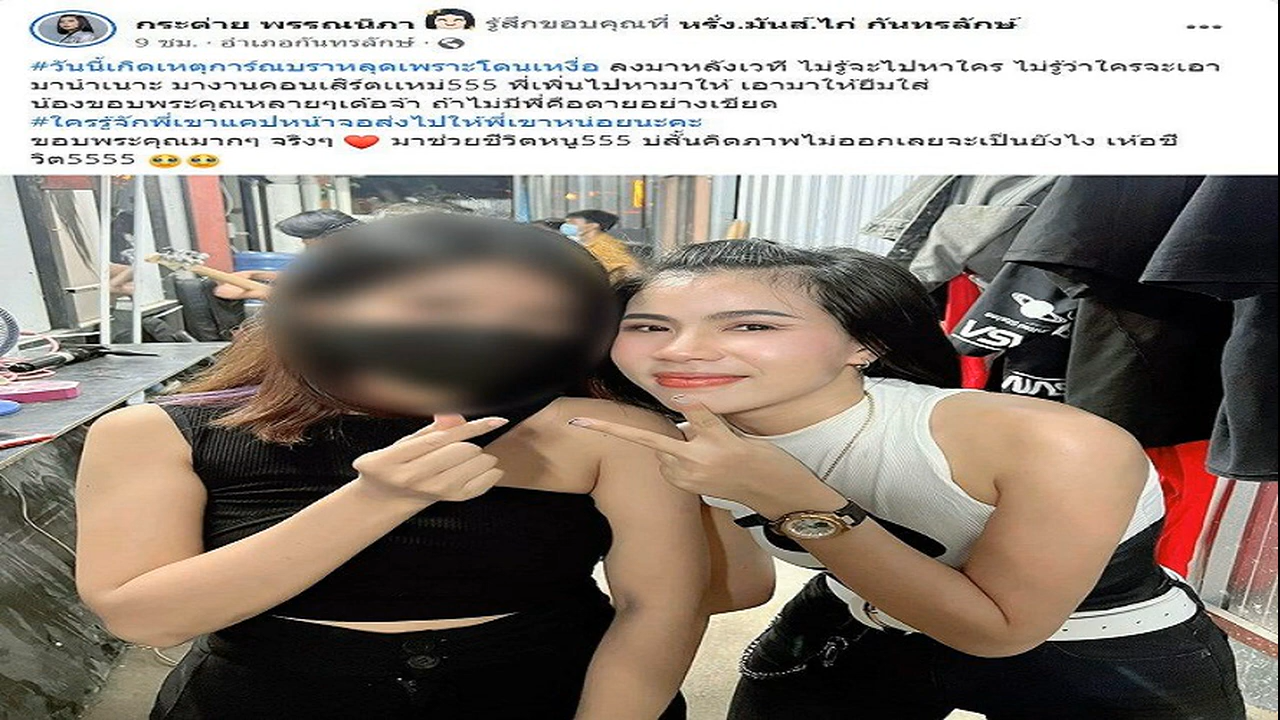 กระต่าย พรรณนิภา รู้สึกขอบคุณที่ หรั่ง.มันส์.ไก่ กันทรลักษ์
9 ชม. · อำเภอกันทรลักษ์ ·
#วันนี้เกิดเหตุการ์ณบราหลุดเพราะโดนเหงื่อ ลงมาหลังเวที ไม่รู้จะไปหาใคร ไม่รู้ว่าใครจะเอา
มานำเนาะ มางานคอนเสิร์ตแหม่555 พี่เพิ่นไปหามาให้ เอามาให้ยืมใส่
น้องขอบพระคุณหลายๆเด้อจ้า ถ้าไม่มีพี่คือตายอย่างเขียด
#ใครรู้จักพี่เขาแคปหน้าจอส่งไปให้พี่เขาหน่อยนะคะ
ขอบพระคุณมากๆ จริงๆ ❤️ มาช่วยชีวิตหนู555 บ่สั้นคิดภาพไม่ออกเลยจะเป็นยังไง เห้อชี
วิต5555 🥺🥺
VSI